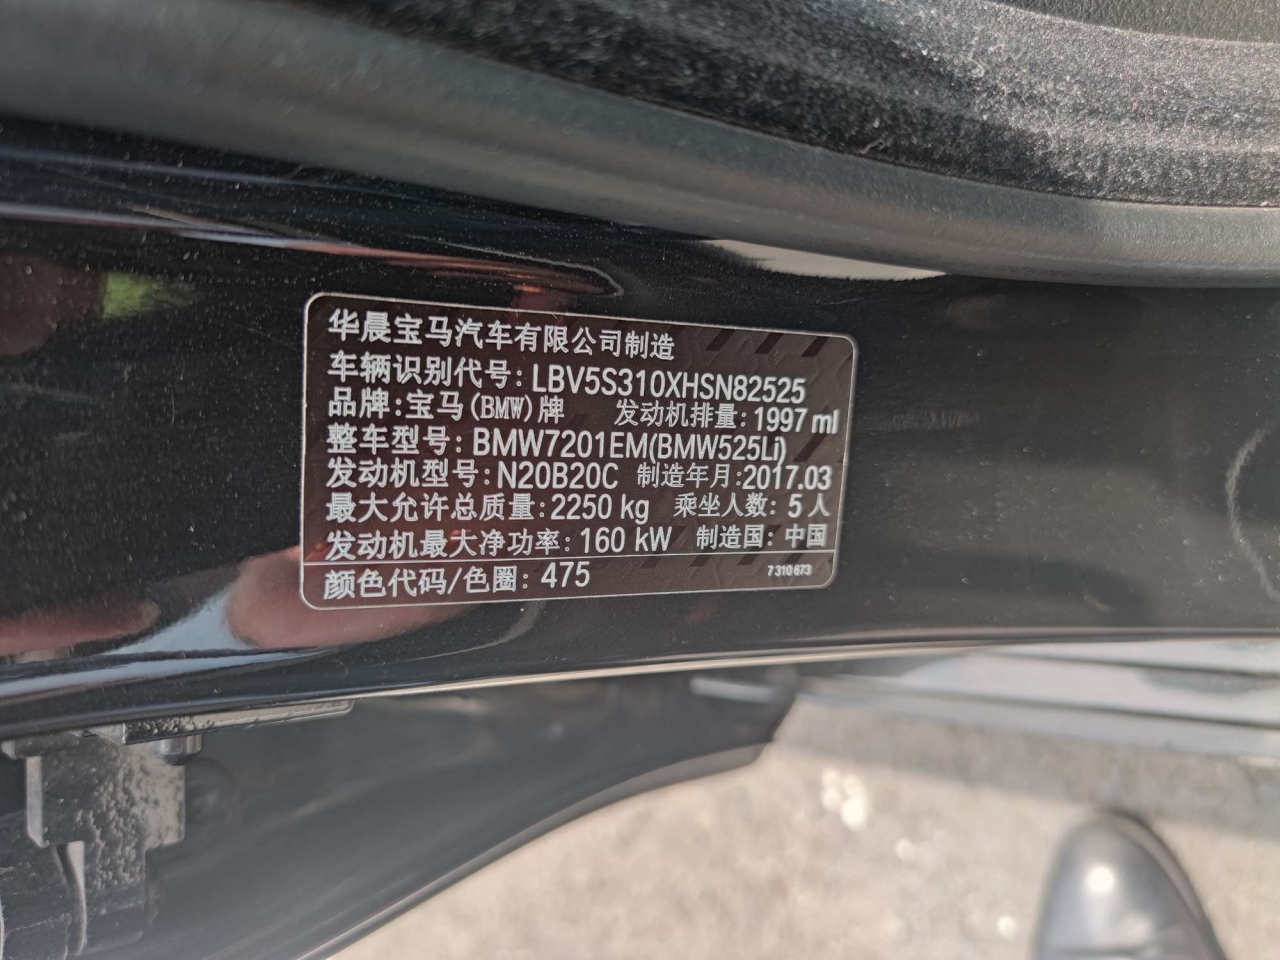 华晨宝马汽车有限公司制造
车辆识别代号: LBV5S310XHSN82525
品牌: 宝马(BMW)牌 发动机排量: 1997 ml
整车型号: BMW7201EM(BMW525Li)
发动机型号: N20B20C 制造年月: 2017.03
最大允许总质量: 2250 kg 乘坐人数: 5 人
发动机最大净功率: 160 kW 制造国: 中国
颜色代码/色圈: 475 7 310 673